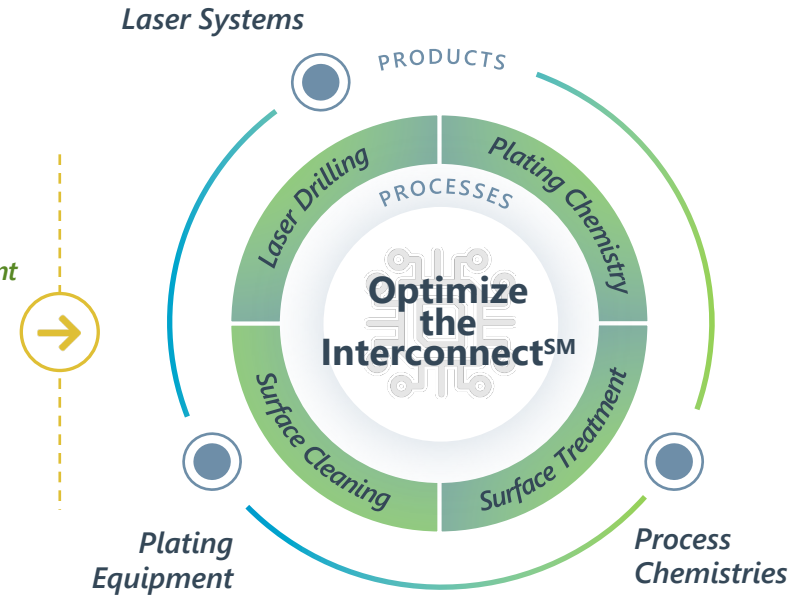 Laser Systems
PRODUCTS
Laser Drilling
Plating Chemistry
PROCESSES
nt
Optimize
the
Interconnect℠
Surface Cleaning
Surface Treatment
Plating
Equipment
Process
Chemistries